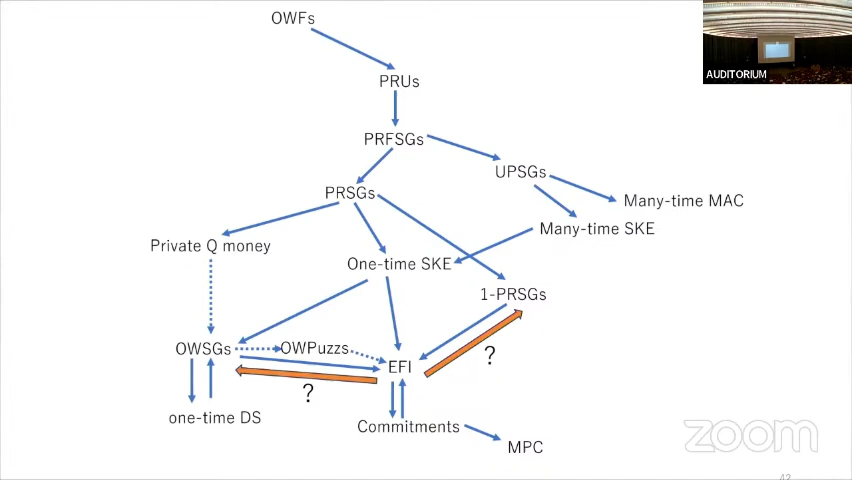 OWFs
AUDITORIUM
PRUs
PRFSGs
UPSGs
PRSGs
Many-time MAC
Many-time SKE
Private Q money
One-time SKE
1-PRSGs
OWSGs
OWPuzzs
?
EFI
?
one-time DS
Commitments
MPC
zoom
42